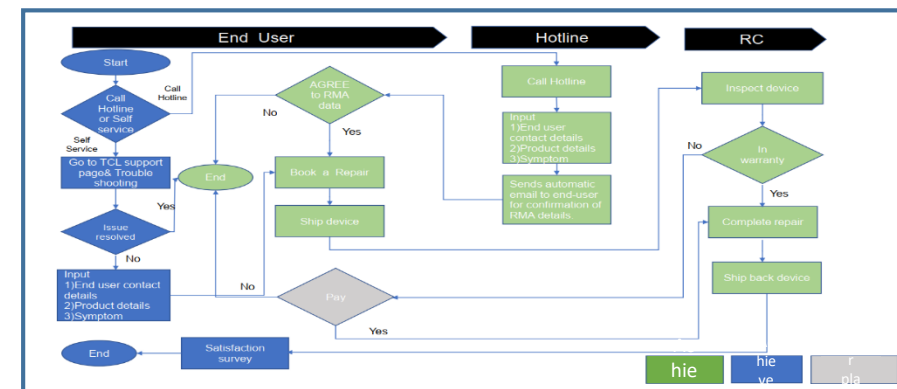 End User
Hotline
RC
Start
Call
Hotline
or Self
service
Call
Hotline
Self
Service
Go to TCL support
page& Trouble
shooting
Issue
resolved
Yes
No
Input
1)End user contact
details
2)Product details
3)Symptom
End
Satisfaction
survey
End
AGREE
to RMA
data
No
Yes
Book a Repair
Ship device
Pay
No
Yes
Call Hotline
Input
1)End user
contact details
2)Product details
3)Symptom
Sends automatic
email to end-user
for confirmation of
RMA details.
Inspect device
In
warranty
No
Yes
Complete repair
Ship back device
hie
hie
ve
r
pla